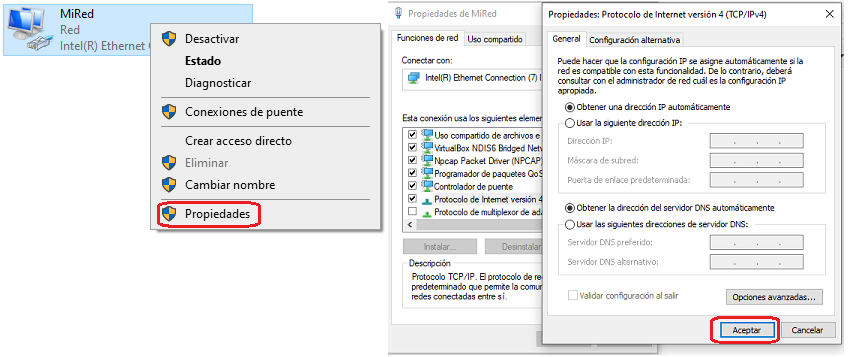 MiRed
Red
Intel(R) Ethernet
Desactivar
Estado
Diagnosticar
Conexiones de puente
Crear acceso directo
Eliminar
Cambiar nombre
Propiedades
Propiedades de MiRed
Funciones de red
Uso compartido
Conectar con:
Intel(R) Ethernet Connection (7) I
Esta conexión usa los siguientes elemen
Uso compartido de archivos e
VirtualBox NDIS6 Bridged Netw
Npcap Packet Driver (NPCAP)
Programador de paquetes QoS
Controlador de puente
Protocolo de Internet versión 4
Protocolo de multiplexor de ada
Instalar...
Desinstalar
Descripción
Protocolo TCP/IP. El protocolo de re
predeterminado que permite la comu
redes conectadas entre sí.
Propiedades: Protocolo de Internet versión 4 (TCP/IPv4)
General
Configuración alternativa
Puede hacer que la configuración IP se asigne automáticamente si la
red es compatible con esta funcionalidad. De lo contrario, deberá
consultar con el administrador de red cuál es la configuración IP
apropiada.
Obtener una dirección IP automáticamente
Usar la siguiente dirección IP:
Dirección IP:
Máscara de subred:
Puerta de enlace predeterminada:
Obtener la dirección del servidor DNS automáticamente
Usar las siguientes direcciones de servidor DNS:
Servidor DNS preferido:
Servidor DNS alternativo:
Validar configuración al salir
Opciones avanzadas...
Aceptar
Cancelar